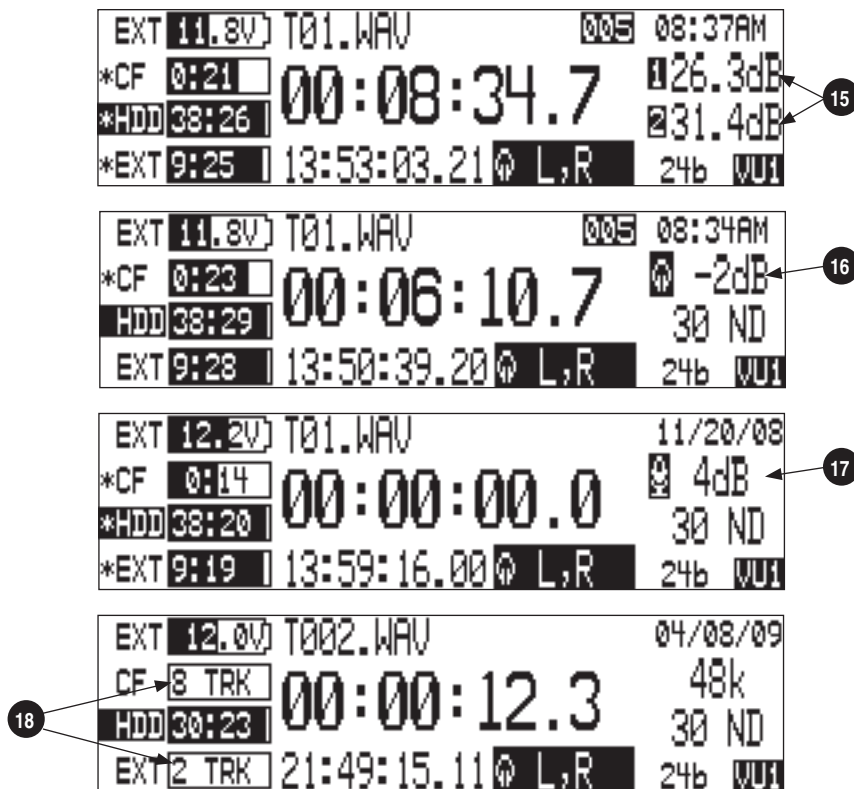 EXT 11.8V T01.WAV 005 08:37AM
*CF 0:21 00:08:34.7 1 26.3dB
*HDD 38:26 2 31.4dB
*EXT 9:25 13:53:03.21 L,R 24b VU1
15
EXT 11.8V T01.WAV 005 08:34AM
*CF 0:23 00:06:10.7 -2dB
HDD 38:29 30 ND
EXT 9:28 13:50:39.20 L,R 24b VU1
16
EXT 12.2V T01.WAV 11/20/08
*CF 0:14 00:00:00.0 4dB
*HDD 38:20 30 ND
*EXT 9:19 13:59:16.00 L,R 24b VU1
17
EXT 12.0V T002.WAV 04/08/09
CF 8 TRK 00:00:12.3 48k
HDD 30:23 30 ND
EXT 2 TRK 21:49:15.11 L,R 24b VU1
18